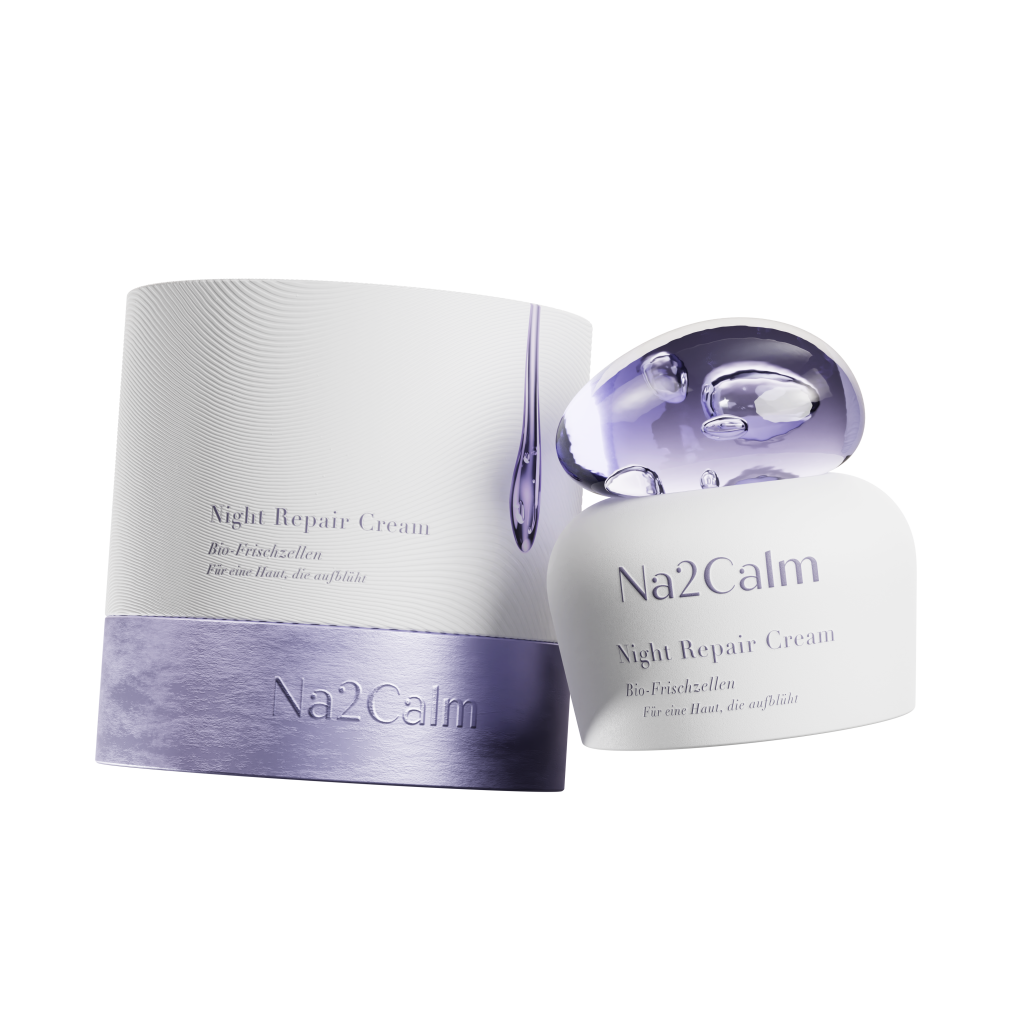 Night Repair Cream
Bio-Frischzellen
Für eine Haut, die aufblüht
Na2Calm
Na2Calm
Night Repair Cream
Bio-Frischzellen
Für eine Haut, die aufblüht